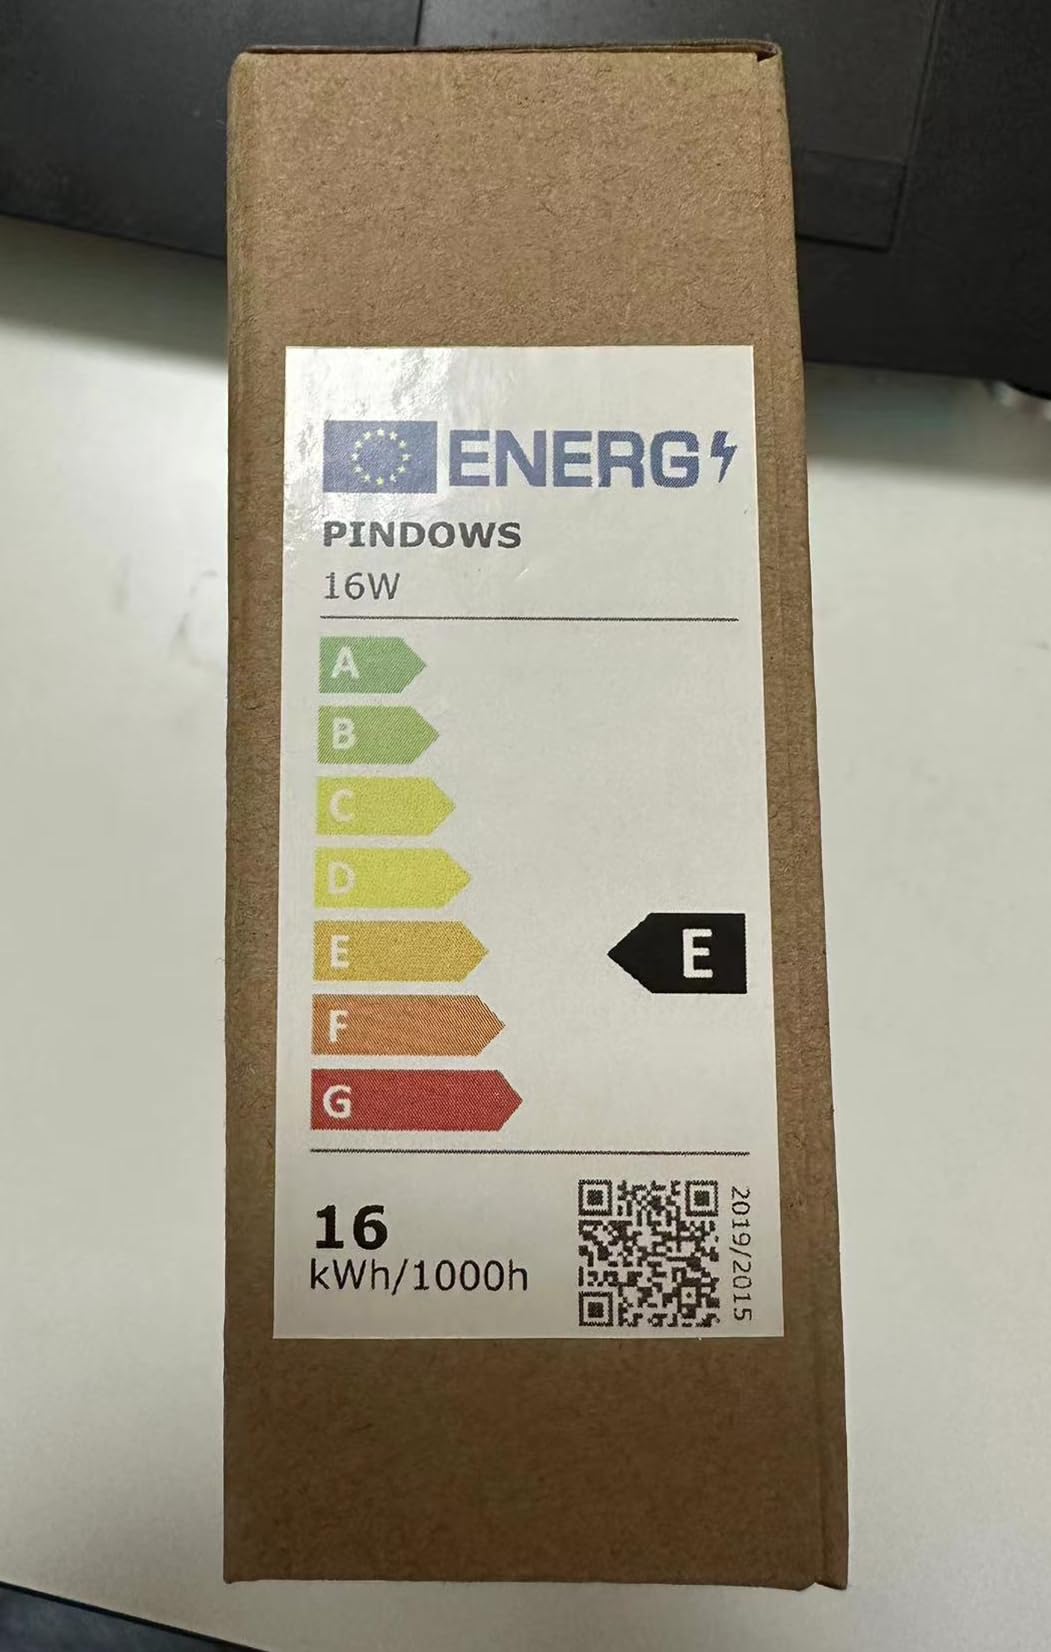 ENERG
PINDOWS
16W
A
B
C
D
E
E
F
G
16
kWh/1000h
2019/2015